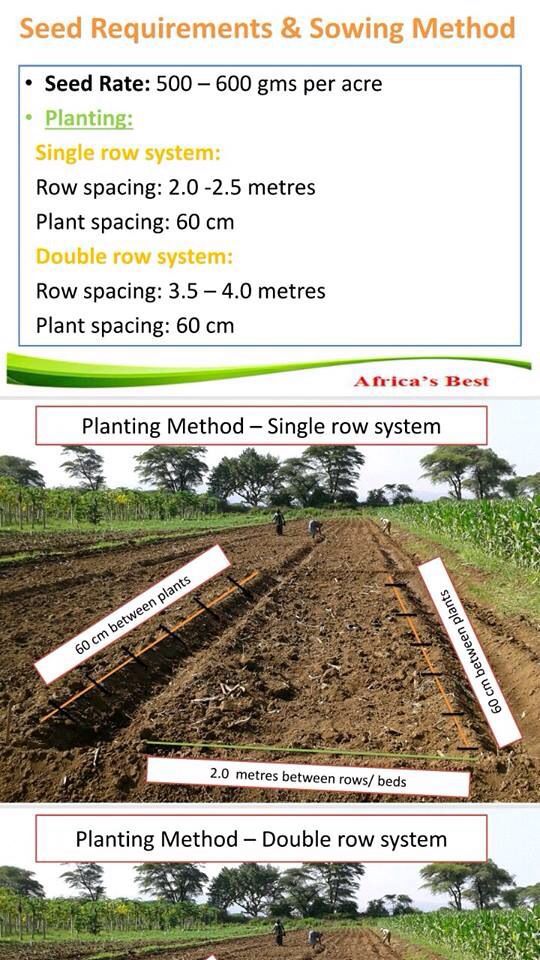 Seed Requirements & Sowing Method
• Seed Rate: 500 – 600 gms per acre
• Planting:
Single row system:
Row spacing: 2.0 -2.5 metres
Plant spacing: 60 cm
Double row system:
Row spacing: 3.5 – 4.0 metres
Plant spacing: 60 cm
Africa's Best
Planting Method – Single row system
60 cm between plants
60 cm between plants
2.0 metres between rows/ beds
Planting Method – Double row system